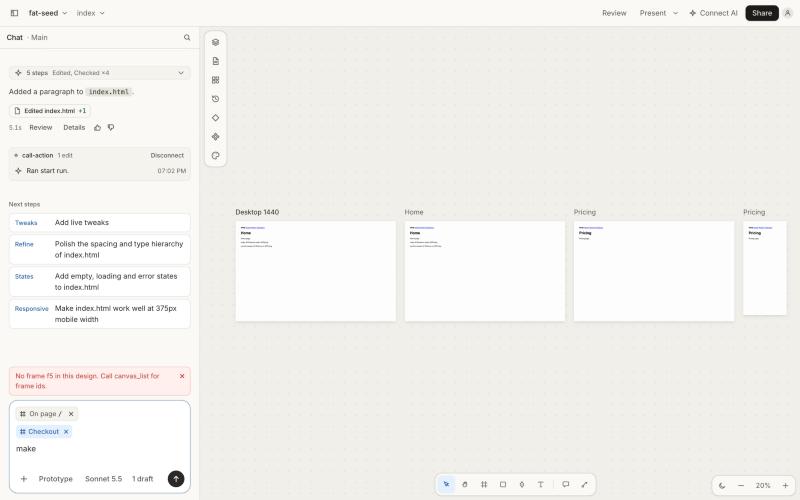 fat-seed index Review Present Connect AI Share
Chat · Main
5 steps Edited, Checked ×4
Added a paragraph to index.html.
Edited index.html +1
5.1s Review Details
call-action 1 edit Disconnect
Ran start run. 07:02 PM
Next steps
Tweaks Add live tweaks
Refine Polish the spacing and type hierarchy
of index.html
States Add empty, loading and error states
to index.html
Responsive Make index.html work well at 375px
mobile width
No frame f5 in this design. Call canvas_list for
frame ids.
On page /
Checkout
make
Prototype Sonnet 5.5 1 draft
Desktop 1440 Home Pricing Pricing
Home Home Pricing Pricing
20%